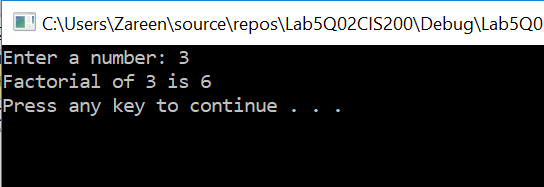 C:\Users\Zareen\source\repos\Lab5Q02CIS200\Debug\Lab5Q0
Enter a number: 3
Factorial of 3 is 6
Press any key to continue . . .